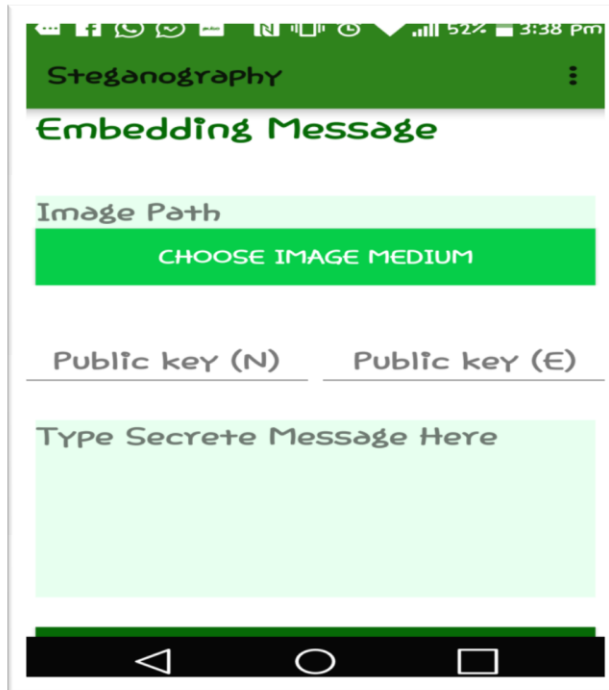 52% 3:38 PM
Steganography
Embedding Message
Image Path
CHOOSE IMAGE MEDIUM
Public key (N) Public key (E)
Type Secrete Message Here